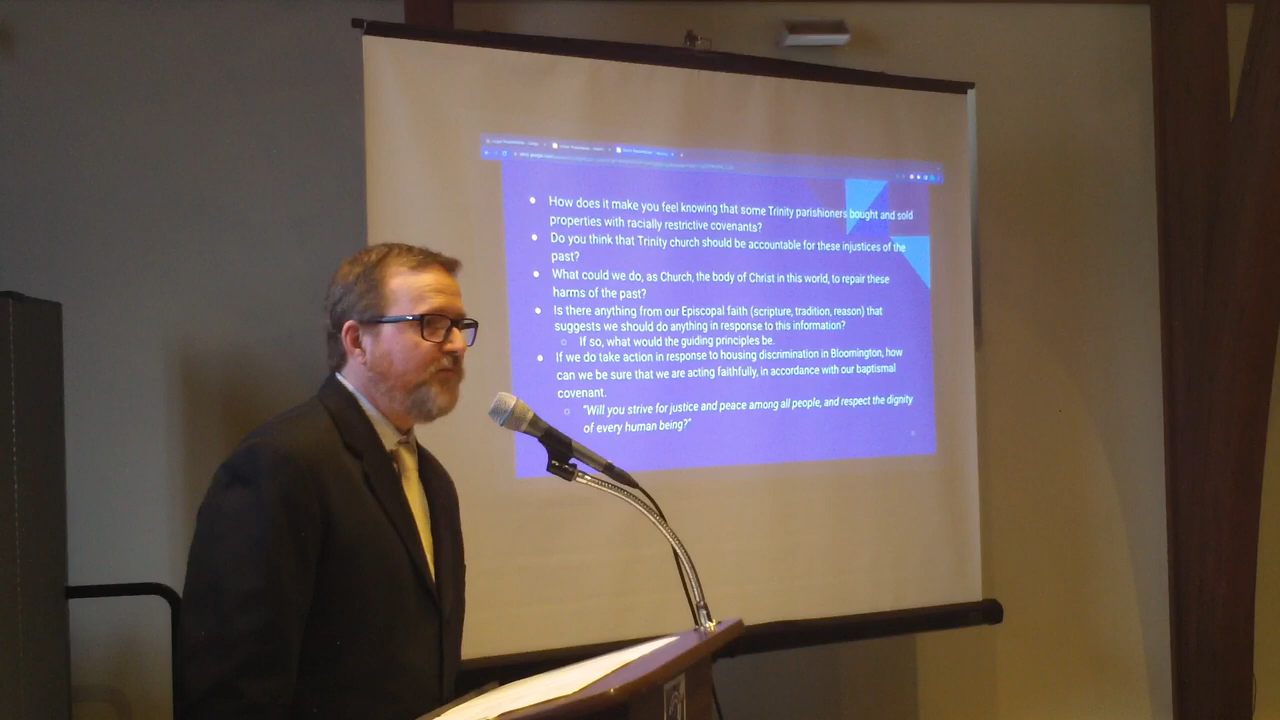 How does it make you feel knowing that some Trinity parishioners bought and sold
properties with racially restrictive covenants?
Do you think that Trinity church should be accountable for these injustices of the
past?
What could we do, as Church, the body of Christ in this world, to repair these
harms of the past?
Is there anything from our Episcopal faith (scripture, tradition, reason) that
suggests we should do anything in response to this information?
If so, what would the guiding principles be.
If we do take action in response to housing discrimination in Bloomington, how
can we be sure that we are acting faithfully, in accordance with our baptismal
covenant.
"Will you strive for justice and peace among all people, and respect the dignity
of every human being?"